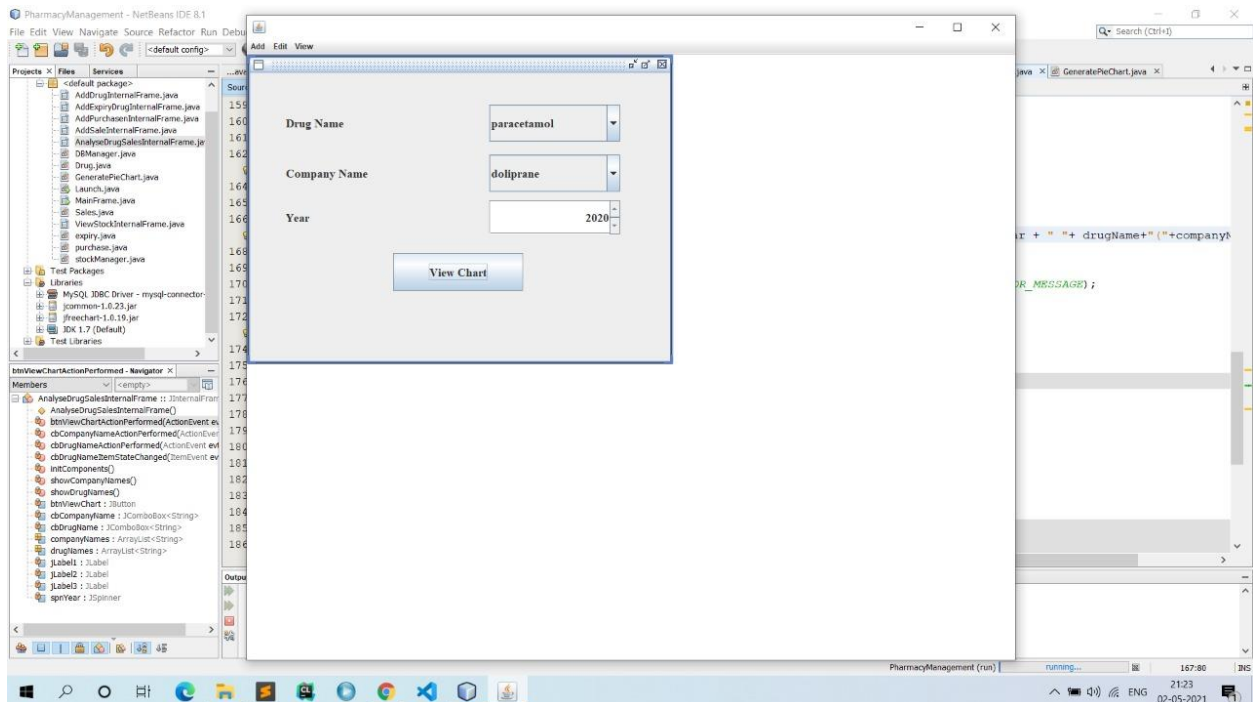 PharmacyManagement - NetBeans IDE 8.1
File Edit View Navigate Source Refactor Run Debu
Search (Ctrl+I)
<default config>
Add Edit View
Projects Files Services
<default package>
AddDrugInternalFrame.java
AddExpiryDrugInternalFrame.java
AddPurchasenInternalFrame.java
AddSaleInternalFrame.java
AnalyseDrugSalesInternalFrame.ja
DBManager.java
Drug.java
GeneratePieChart.java
Launch.java
MainFrame.java
Sales.java
ViewStockInternalFrame.java
expiry.java
purchase.java
stockManager.java
Test Packages
Libraries
MySQL JDBC Driver - mysql-connector-
jcommon-1.0.23.jar
jfreechart-1.0.19.jar
JDK 1.7 (Default)
Test Libraries
btnViewChartActionPerformed - Navigator
Members <empty>
AnalyseDrugSalesInternalFrame :: JInternalFram
AnalyseDrugSalesInternalFrame()
btnViewChartActionPerformed(ActionEvent ev
cbCompanyNameActionPerformed(ActionEver
cbDrugNameActionPerformed(ActionEvent evt
cbDrugNameItemStateChanged(ItemEvent ev
initComponents()
showCompanyNames()
showDrugNames()
btnViewChart : JButton
cbCompanyName : JComboBox<String>
cbDrugName : JComboBox<String>
companyNames : ArrayList<String>
drugNames : ArrayList<String>
jLabel1 : JLabel
jLabel2 : JLabel
jLabel3 : JLabel
spnYear : JSpinner
...ave
Sour
159
160
161
162
164
165
166
168
169
170
171
172
174
175
176
177
178
179
180
181
182
183
184
185
186
Outpu
Drug Name paracetamol
Company Name doliprane
Year 2020
View Chart
java GeneratePieChart.java
ar + " "+ drugName+"("+companyN
OR_MESSAGE);
PharmacyManagement (run) running... 167:80 INS
ENG
21:23
02-05-2021